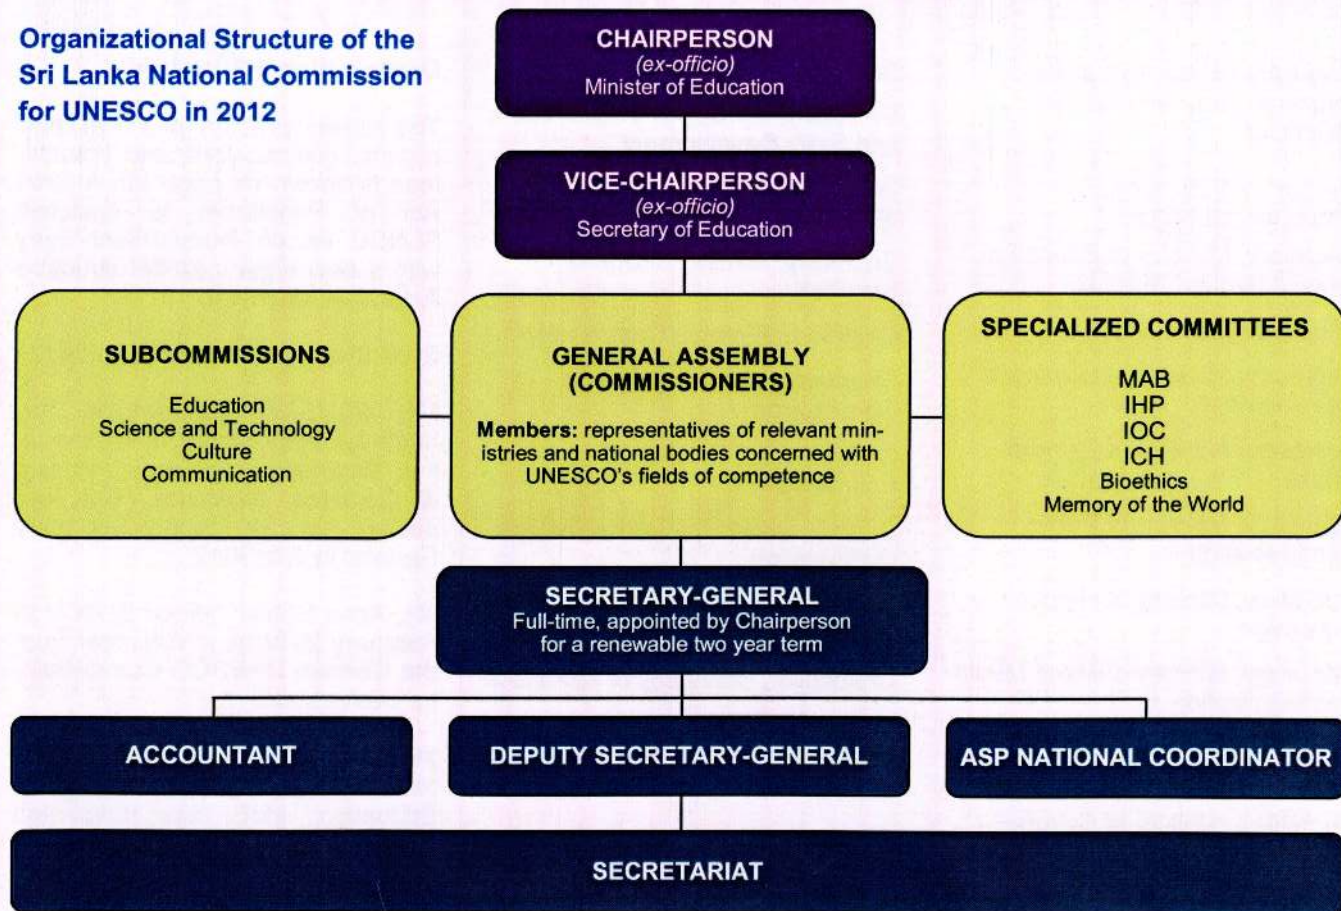 Organizational Structure of the
Sri Lanka National Commission
for UNESCO in 2012
CHAIRPERSON
(ex-officio)
Minister of Education
VICE-CHAIRPERSON
(ex-officio)
Secretary of Education
SUBCOMMISSIONS
Education
Science and Technology
Culture
Communication
GENERAL ASSEMBLY
(COMMISSIONERS)
Members: representatives of relevant min-
istries and national bodies concerned with
UNESCO's fields of competence
SPECIALIZED COMMITTEES
MAB
IHP
IOC
ICH
Bioethics
Memory of the World
SECRETARY-GENERAL
Full-time, appointed by Chairperson
for a renewable two year term
ACCOUNTANT
DEPUTY SECRETARY-GENERAL
ASP NATIONAL COORDINATOR
SECRETARIAT